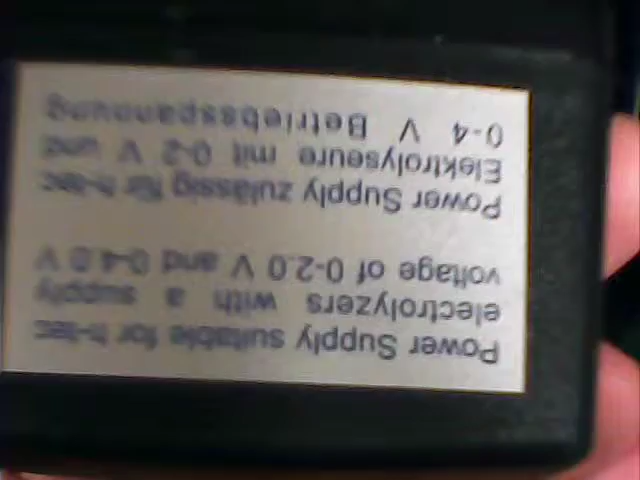 Power Supply suitable for h-tec
electrolyzers with a supply
voltage of 0-2.0 V and 0-4.0 V
Power Supply zulässig für h-tec
Elektrolyseure mit 0-2 V und
0-4 V Betriebsspannung